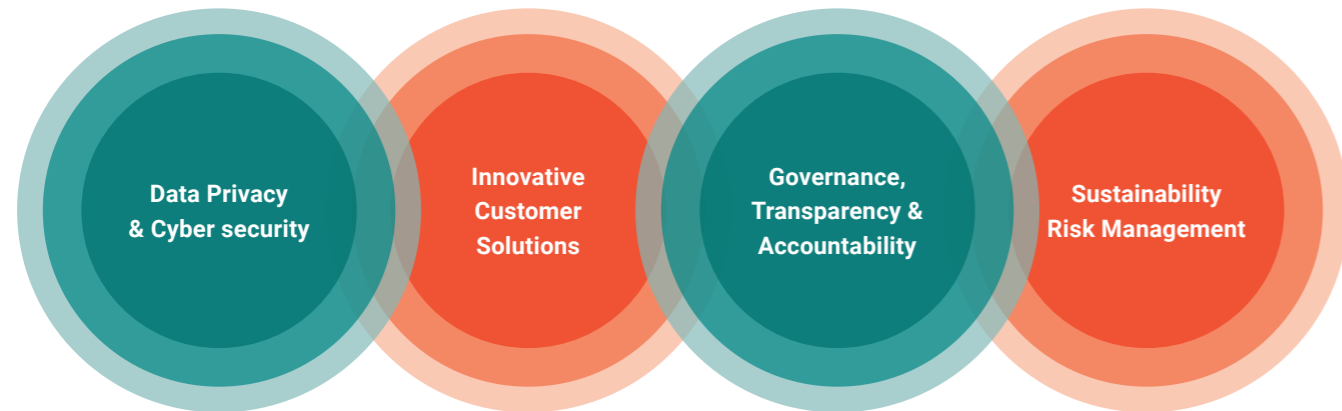 Data Privacy
& Cyber security
Innovative
Customer
Solutions
Governance,
Transparency &
Accountability
Sustainability
Risk Management